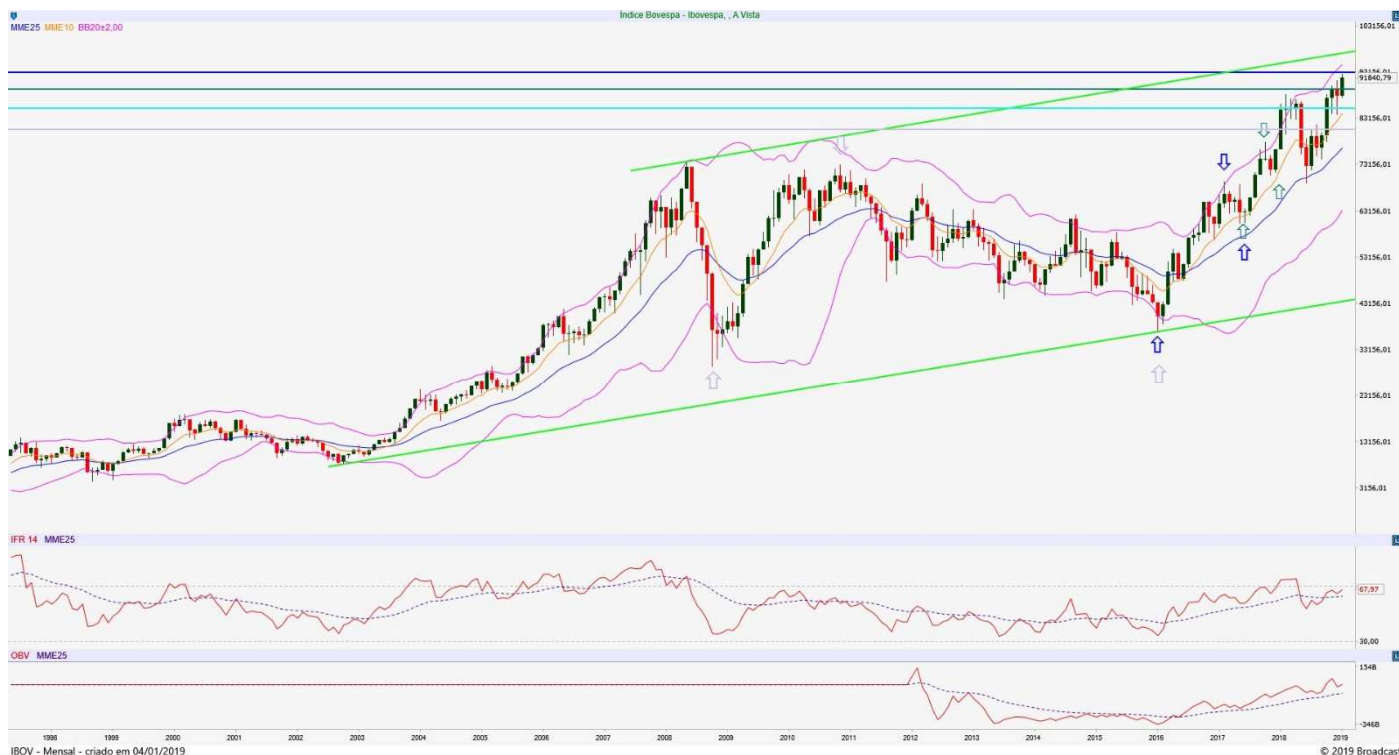 Índice Bovespa - Ibovespa, , A Vista
MME25 MME10 BB20±2,00
103156,01
93156,01
91840,79
83156,01
73156,01
63156,01
53156,01
43156,01
33156,01
23156,01
13156,01
3156,01
IFR 14 MME25
67,97
30,00
OBV MME25
134B
-346B
1998 1999 2000 2001 2002 2003 2004 2005 2006 2007 2008 2009 2010 2011 2012 2013 2014 2015 2016 2017 2018 2019
IBOV - Mensal - criado em 04/01/2019
© 2019 Broadcast